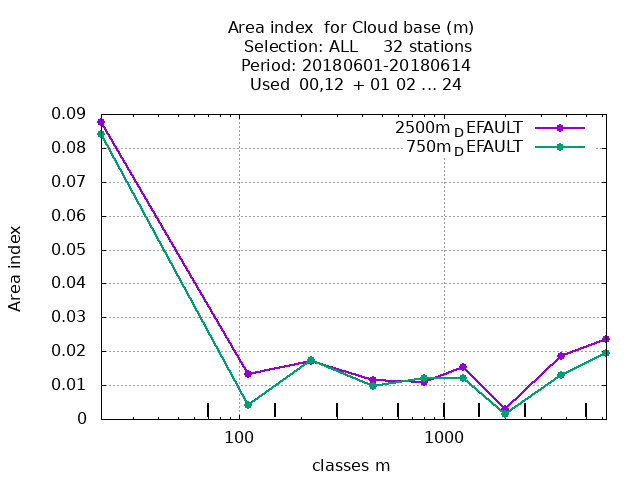 Area index  for Cloud base (m)
Selection: ALL     32 stations
Period: 20180601-20180614
Used  00,12  + 01 02 ... 24
2500m_DEFAULT
750m_DEFAULT
0.09
0.08
0.07
0.06
0.05
0.04
0.03
0.02
0.01
0
Area index
100
1000
classes m